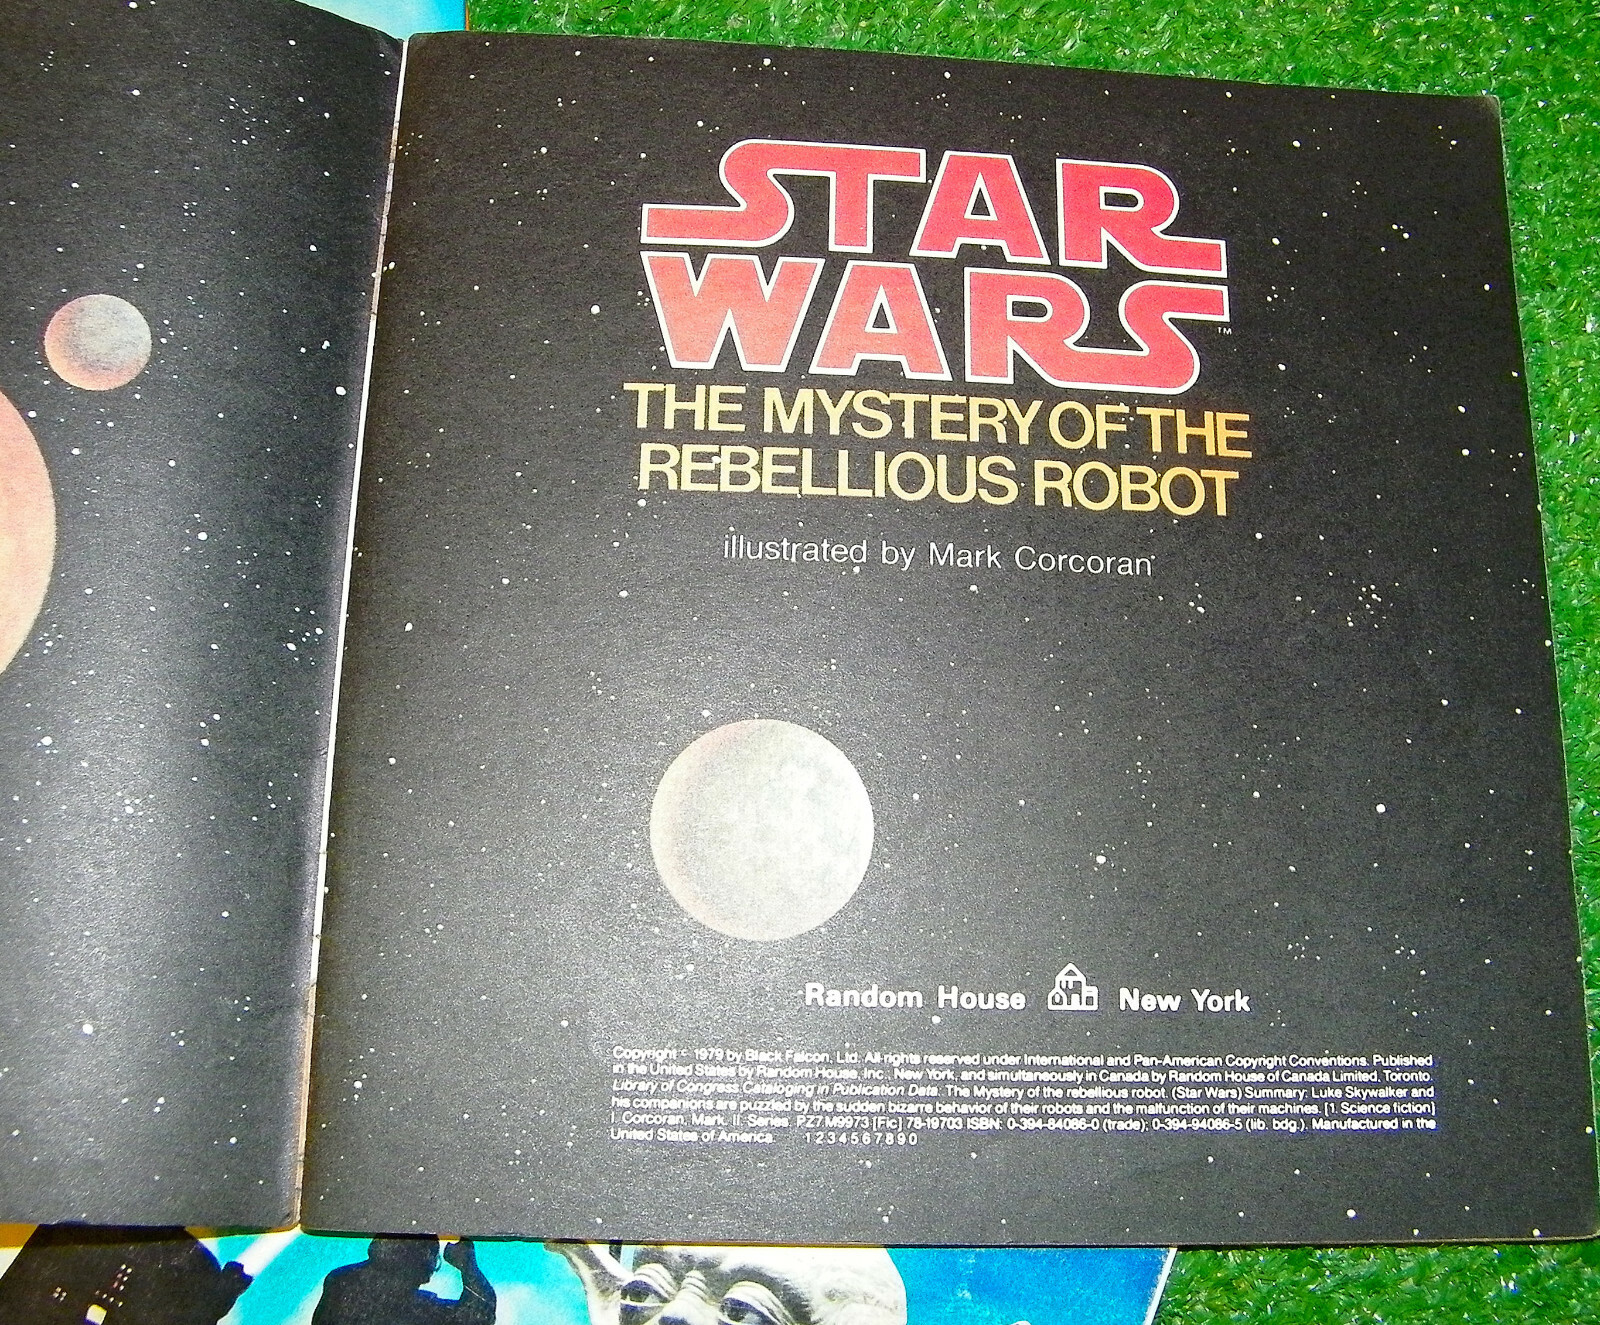 STAR
WARS™
THE MYSTERY OF THE
REBELLIOUS ROBOT
illustrated by Mark Corcoran
Random House New York
Copyright © 1979 by Black Falcon, Ltd. All rights reserved under International and Pan-American Copyright Conventions. Published
in the United States by Random House, Inc., New York, and simultaneously in Canada by Random House of Canada Limited, Toronto.
Library of Congress Cataloging in Publication Data: The Mystery of the rebellious robot. (Star Wars) Summary: Luke Skywalker and
his companions are puzzled by the sudden bizarre behavior of their robots and the malfunction of their machines. [1. Science fiction]
I. Corcoran, Mark. II. Series. PZ7.M9973 [Fic] 78-19703 ISBN: 0-394-84086-0 (trade); 0-394-94086-5 (lib. bdg.). Manufactured in the
United States of America. 1 2 3 4 5 6 7 8 9 0